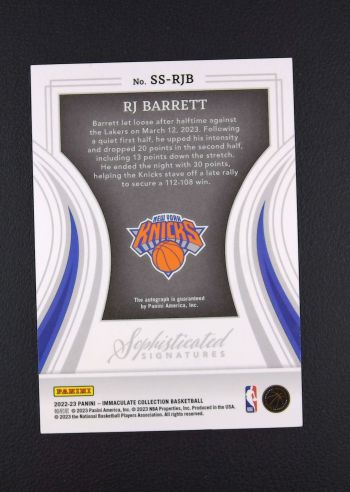 No. SS-RJB
RJ BARRETT
Barrett let loose after halftime against
the Lakers on March 12, 2023. Following
a quiet first half, he upped his intensity
and dropped 20 points in the second half,
including 13 points down the stretch.
He ended the night with 30 points,
helping the Knicks stave off a late rally
to secure a 112-108 win.
NEW YORK
KNICKS
The autograph is guaranteed
by Panini America, Inc.
Sophisticated
SIGNATURES
PANINI
2022-23 PANINI – IMMACULATE COLLECTION BASKETBALL
© 2023 Panini America, Inc. © 2023 NBA Properties, Inc. Produced in the USA.
© 2023 the National Basketball Players Association. All rights reserved.